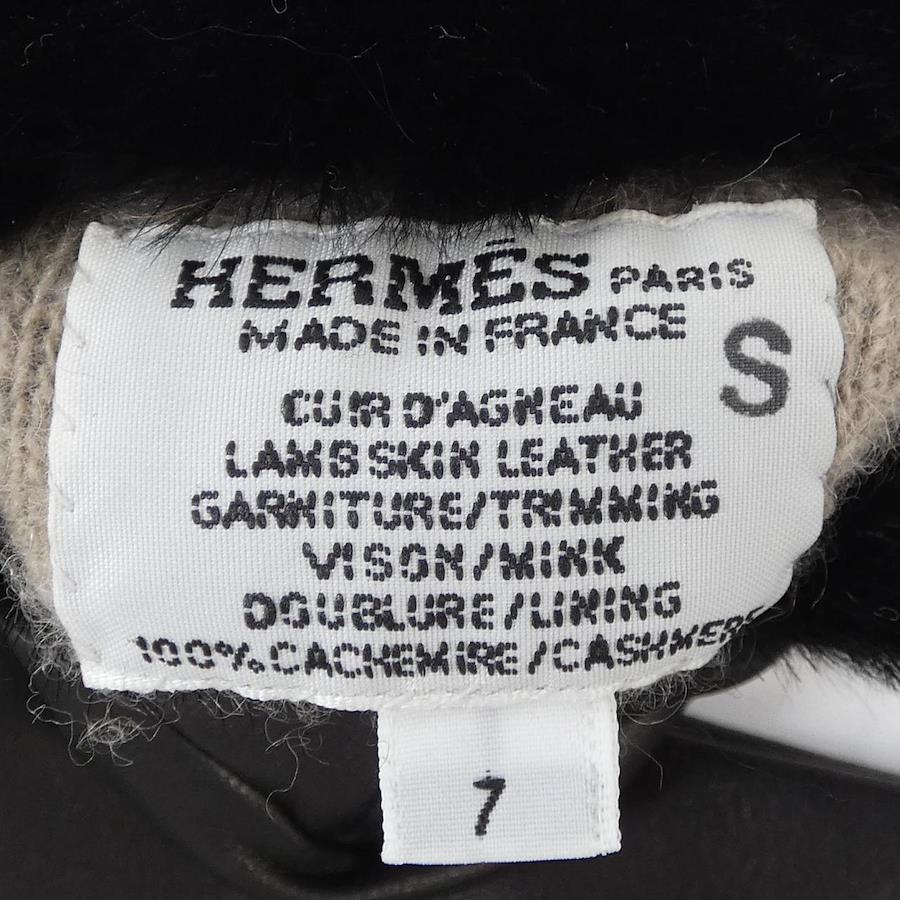 HERMÈS PARIS
MADE IN FRANCE
S
CUIR D'AGNEAU
LAMBSKIN LEATHER
GARNITURE/TRIMMING
VISON/MINK
DOUBLURE/LINING
100% CACHEMIRE/CASHMERE
7